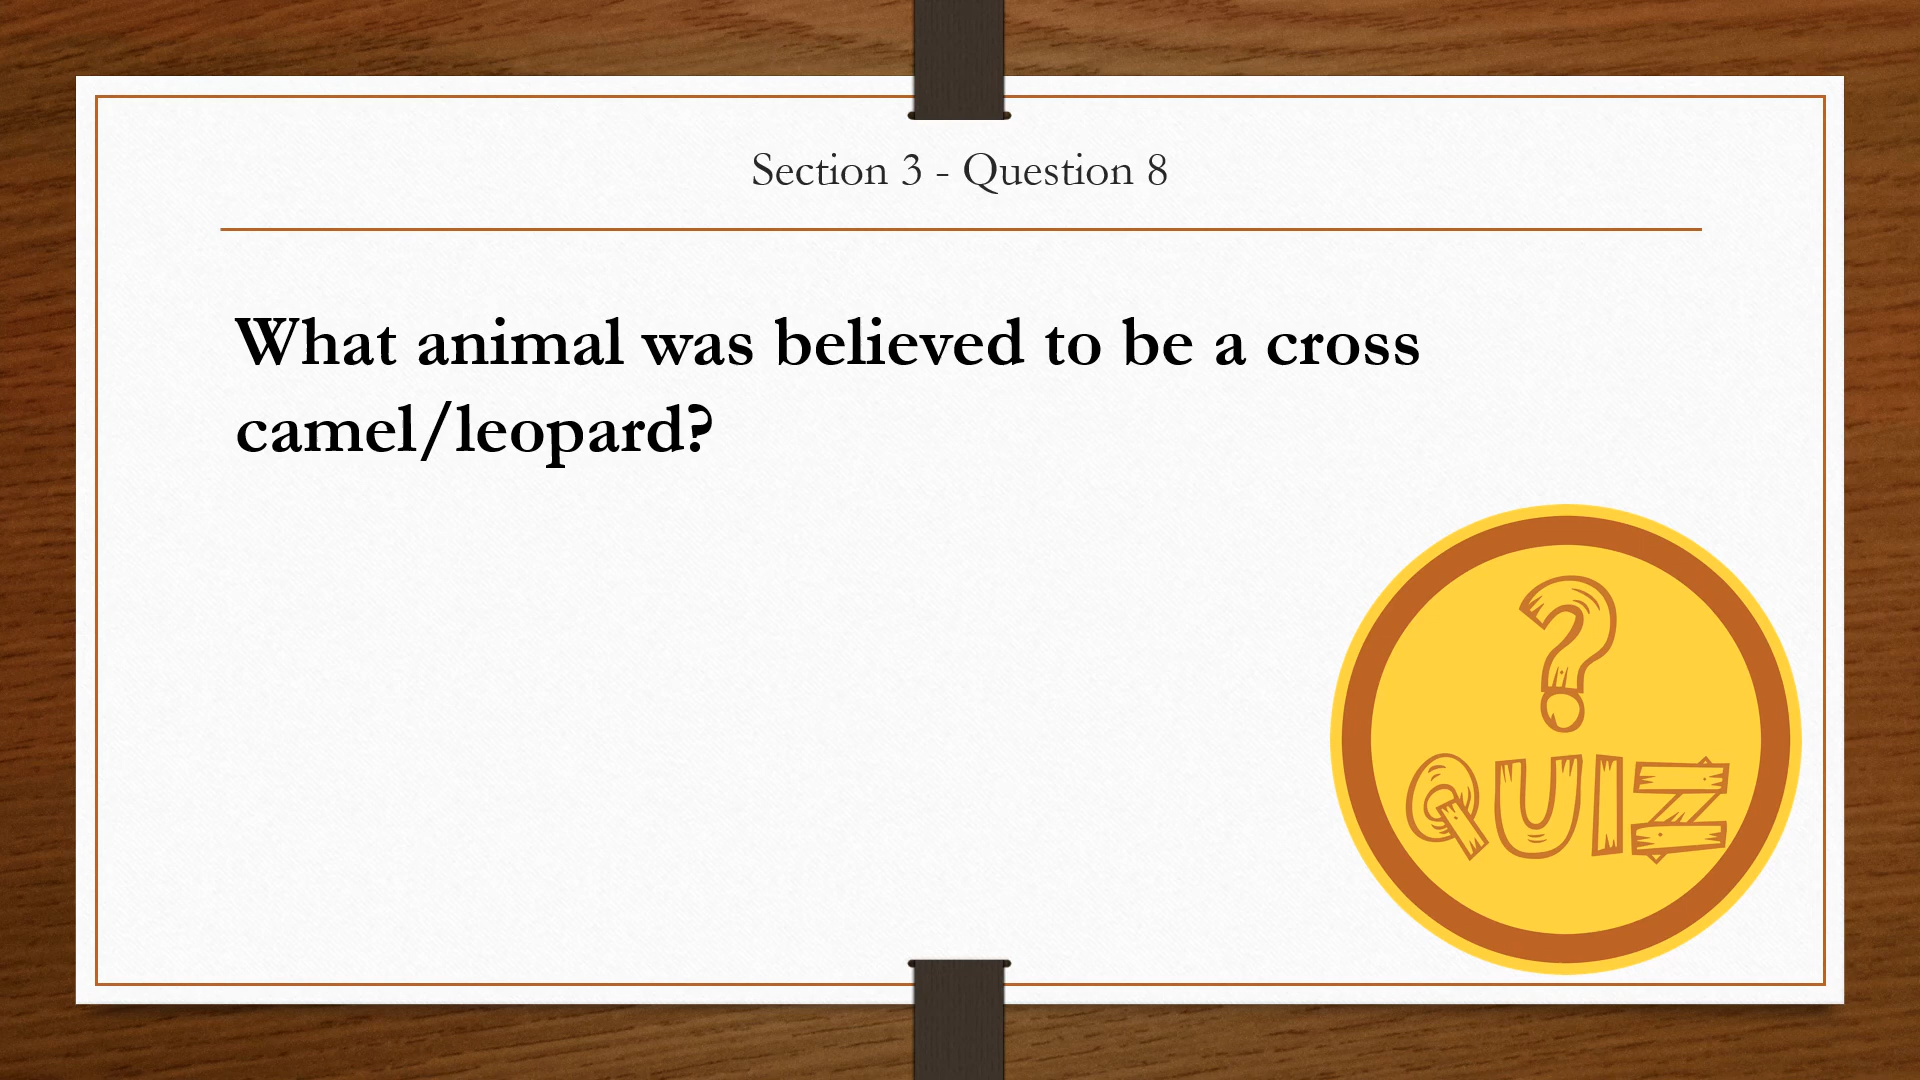 Section 3 - Question 8
What animal was believed to be a cross
camel/leopard?
?
QUIZ